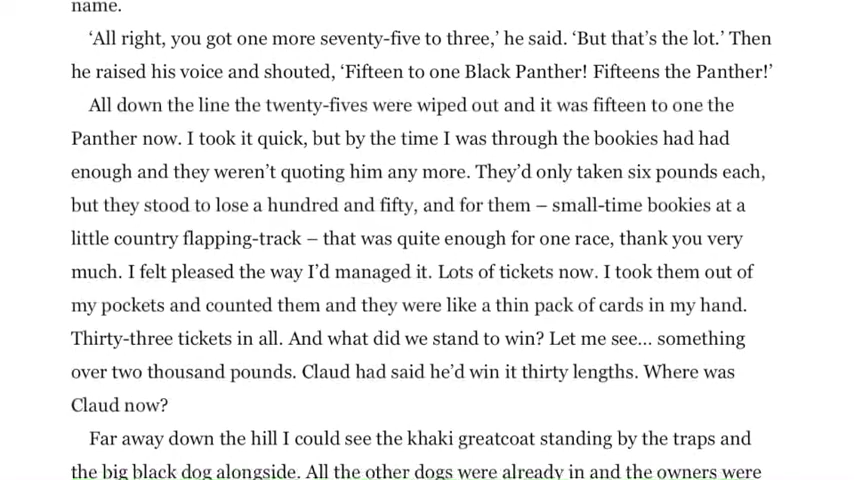 name.
‘All right, you got one more seventy-five to three,’ he said. ‘But that’s the lot.’ Then
he raised his voice and shouted, ‘Fifteen to one Black Panther! Fifteens the Panther!’
All down the line the twenty-fives were wiped out and it was fifteen to one the
Panther now. I took it quick, but by the time I was through the bookies had had
enough and they weren’t quoting him any more. They’d only taken six pounds each,
but they stood to lose a hundred and fifty, and for them – small-time bookies at a
little country flapping-track – that was quite enough for one race, thank you very
much. I felt pleased the way I’d managed it. Lots of tickets now. I took them out of
my pockets and counted them and they were like a thin pack of cards in my hand.
Thirty-three tickets in all. And what did we stand to win? Let me see... something
over two thousand pounds. Claud had said he’d win it thirty lengths. Where was
Claud now?
Far away down the hill I could see the khaki greatcoat standing by the traps and
the big black dog alongside. All the other dogs were already in and the owners were